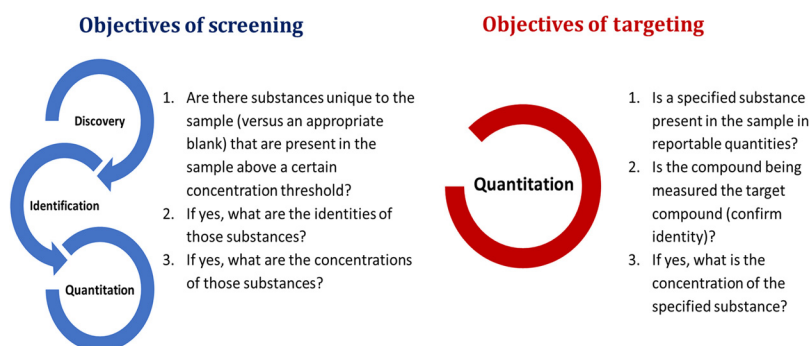 Objectives of screening
Discovery
Identification
Quantitation
1. Are there substances unique to the
sample (versus an appropriate
blank) that are present in the
sample above a certain
concentration threshold?
2. If yes, what are the identities of
those substances?
3. If yes, what are the concentrations
of those substances?
Objectives of targeting
Quantitation
1. Is a specified substance
present in the sample in
reportable quantities?
2. Is the compound being
measured the target
compound (confirm
identity)?
3. If yes, what is the
concentration of the
specified substance?